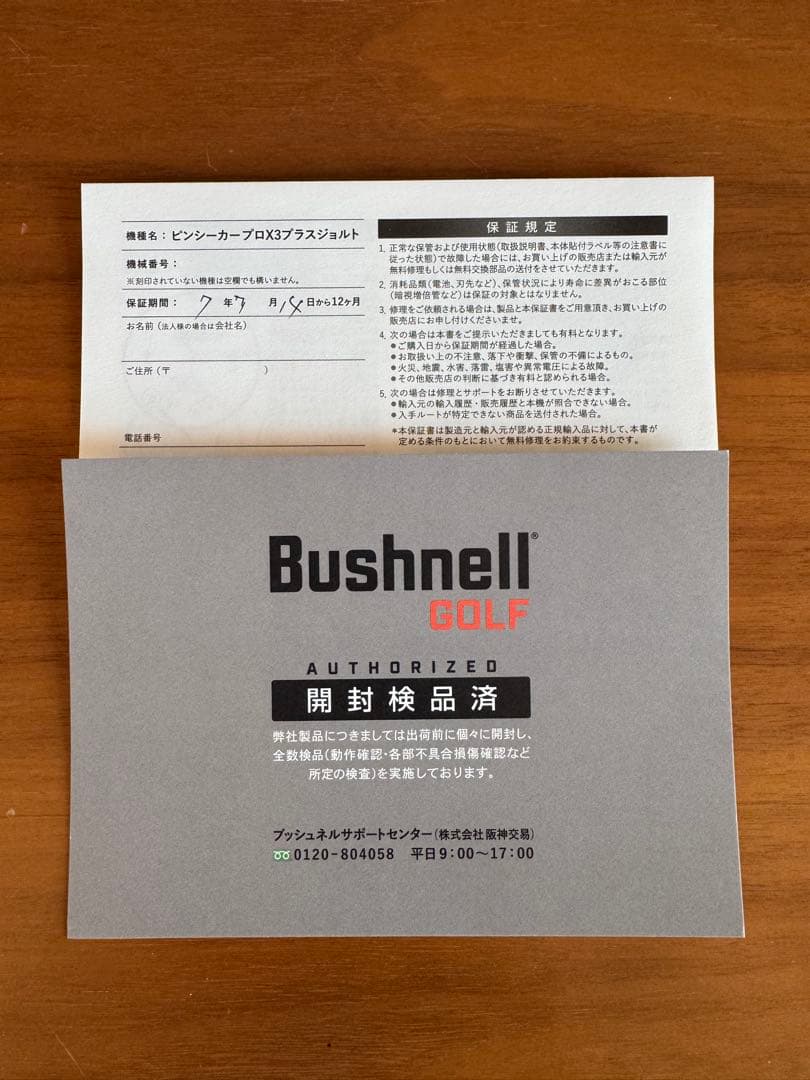 機種名：ピンシーカープロX3プラスジョルト
機械番号：
※刻印されていない機種は空欄でも構いません。
保証期間： 7 年 7 月 14 日から12ヶ月
お名前（法人様の場合は会社名）
ご住所（〒 ）
電話番号
保証規定
1. 正常な保管および使用状態（取扱説明書、本体貼付ラベル等の注意書に
従った状態）で故障した場合には、お買い上げの販売店または輸入元が
無料修理もしくは無料交換部品の送付をさせていただきます。
2. 消耗品類（電池、刃先など）、保管状況により寿命に差異がおこる部位
（暗視増倍管など）は保証の対象とはなりません。
3. 修理をご依頼される場合は、製品と本保証書をご用意頂き、お買い上げの
販売店にお申し付けくださいませ。
4. 次の場合は本書をご提示いただきましても有料となります。
●ご購入日から保証期間が経過した場合。
●お取扱い上の不注意、落下や衝撃、保管の不備によるもの。
●火災、地震、水害、落雷、塩害や異常電圧による故障。
●その他販売店の判断に基づき有料と認められる場合。
5. 次の場合は修理とサポートをお断りさせていただきます。
●輸入元の輸入履歴・販売履歴と本機が照合できない場合。
●入手ルートが特定できない商品を送付された場合。
＊本保証書は製造元と輸入元が認める正規輸入品に対して、本書が
定める条件のもとにおいて無料修理をお約束するものです。
Bushnell®
GOLF
AUTHORIZED
開封検品済
弊社製品につきましては出荷前に個々に開封し、
全数検品（動作確認・各部不具合損傷確認など
所定の検査）を実施しております。
ブッシュネルサポートセンター（株式会社 阪神交易）
0120-804058 平日9:00～17:00